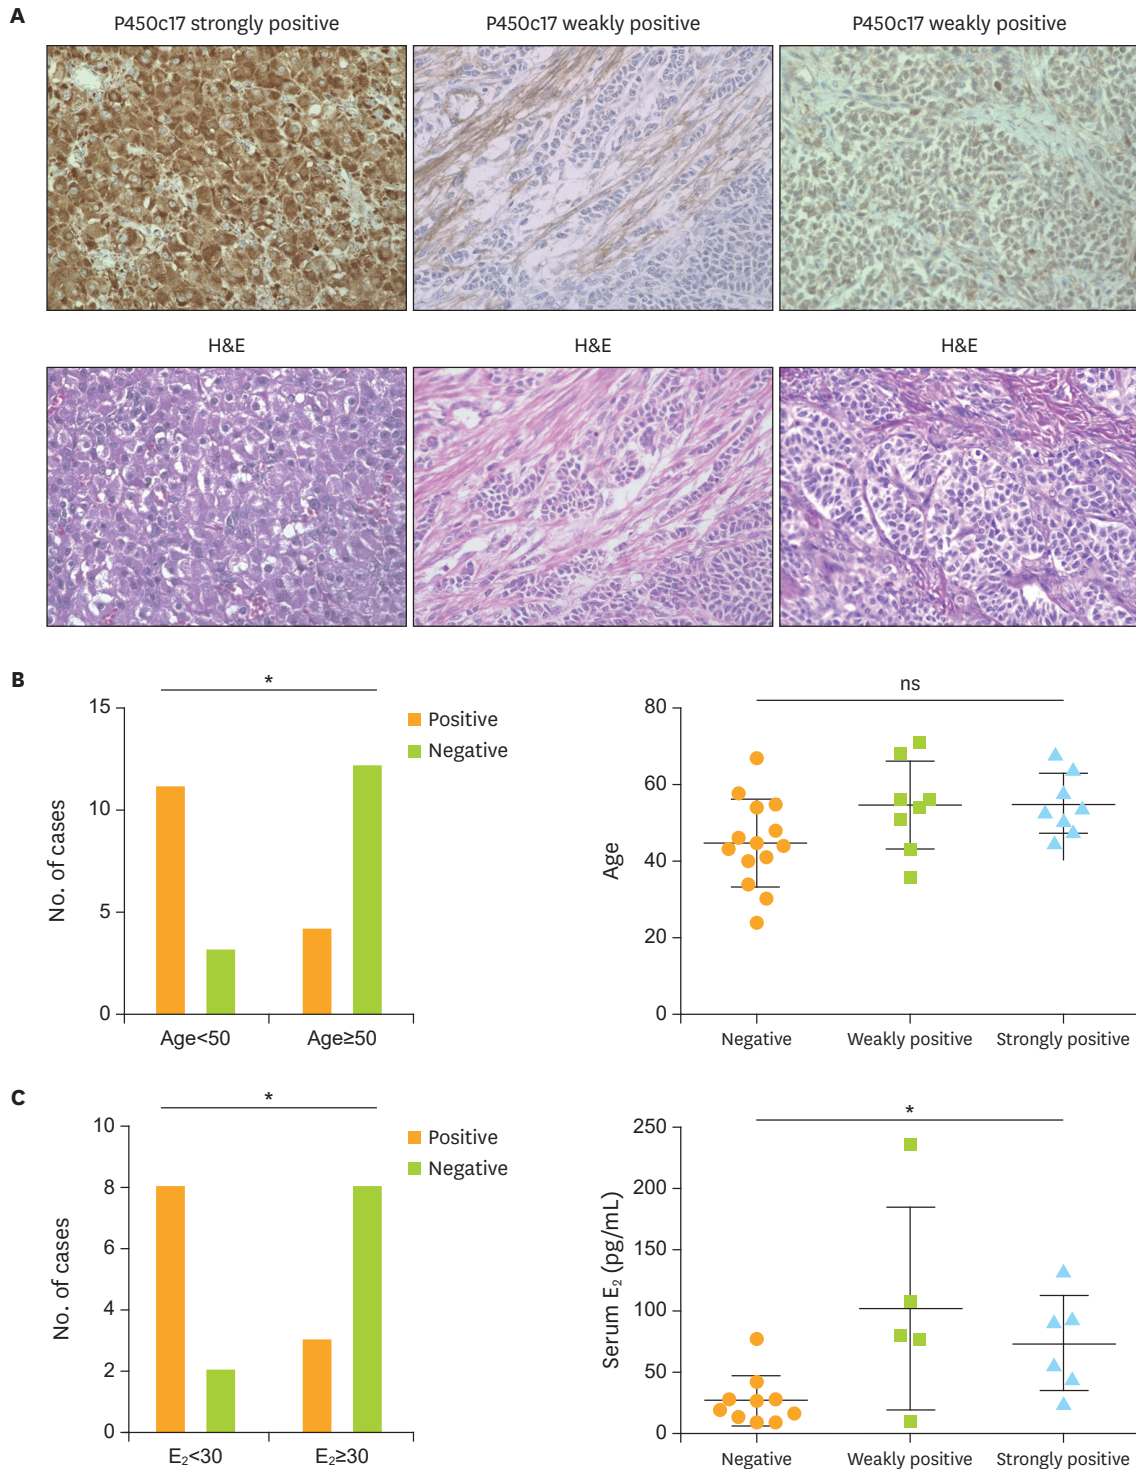 A
P450c17 strongly positive
P450c17 weakly positive
P450c17 weakly positive
H&E
H&E
H&E
B
*
15
10
5
0
No. of cases
Age<50
Age≥50
Positive
Negative
ns
80
60
40
20
0
Age
Negative
Weakly positive
Strongly positive
C
*
10
8
6
4
2
0
No. of cases
E₂<30
E₂≥30
Positive
Negative
*
250
200
150
100
50
0
Serum E₂ (pg/mL)
Negative
Weakly positive
Strongly positive